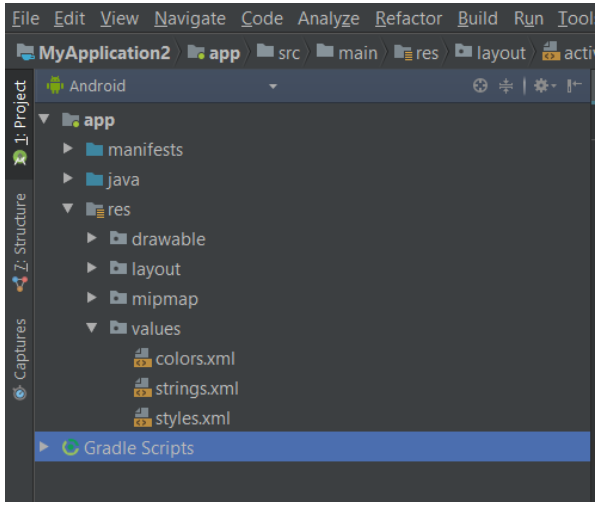 File Edit View Navigate Code Analyze Refactor Build Run Tool
MyApplication2 app src main res layout acti
Android
1: Project
app
manifests
java
res
drawable
layout
mipmap
values
colors.xml
strings.xml
styles.xml
Gradle Scripts
Z: Structure
Captures